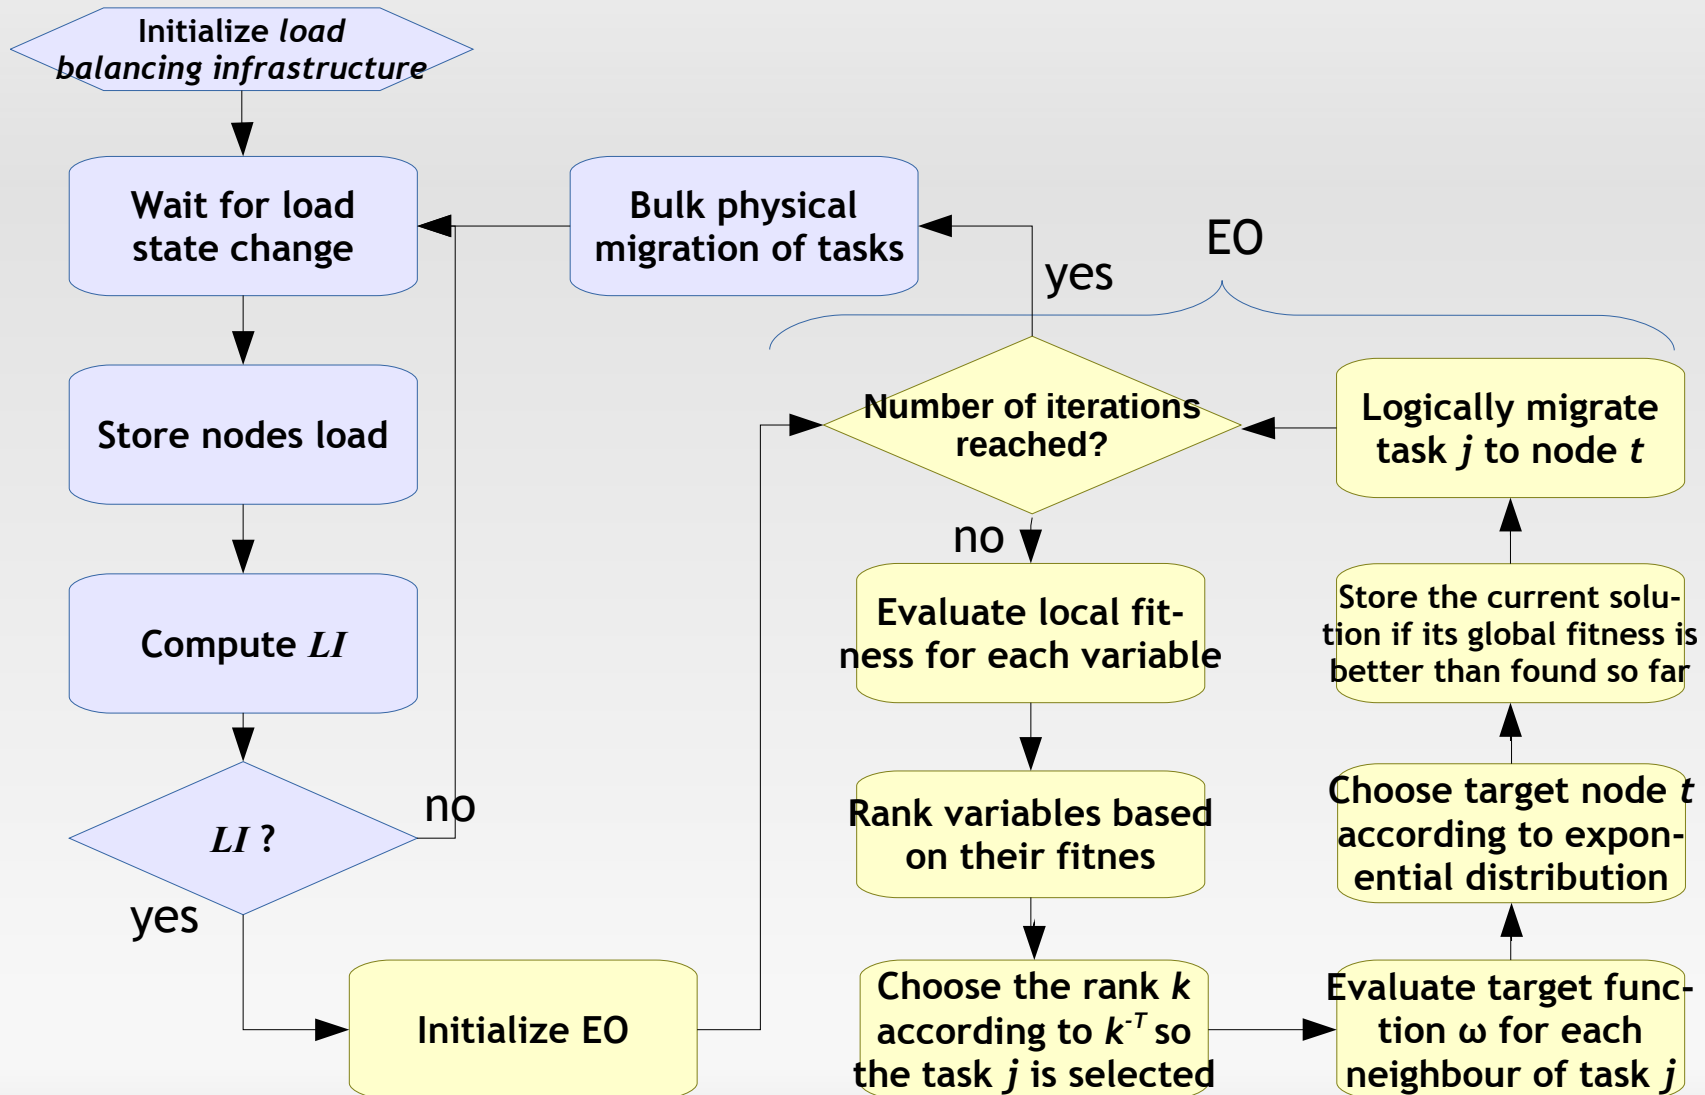 Initialize load
balancing infrastructure
Wait for load
state change
Store nodes load
Compute LI
LI ?
no
yes
Initialize EO
Bulk physical
migration of tasks
EO
yes
Number of iterations
reached?
no
Evaluate local fit-
ness for each variable
Rank variables based
on their fitnes
Choose the rank k
according to k^-T so
the task j is selected
Evaluate target func-
tion ω for each
neighbour of task j
Choose target node t
according to expon-
ential distribution
Store the current solu-
tion if its global fitness is
better than found so far
Logically migrate
task j to node t